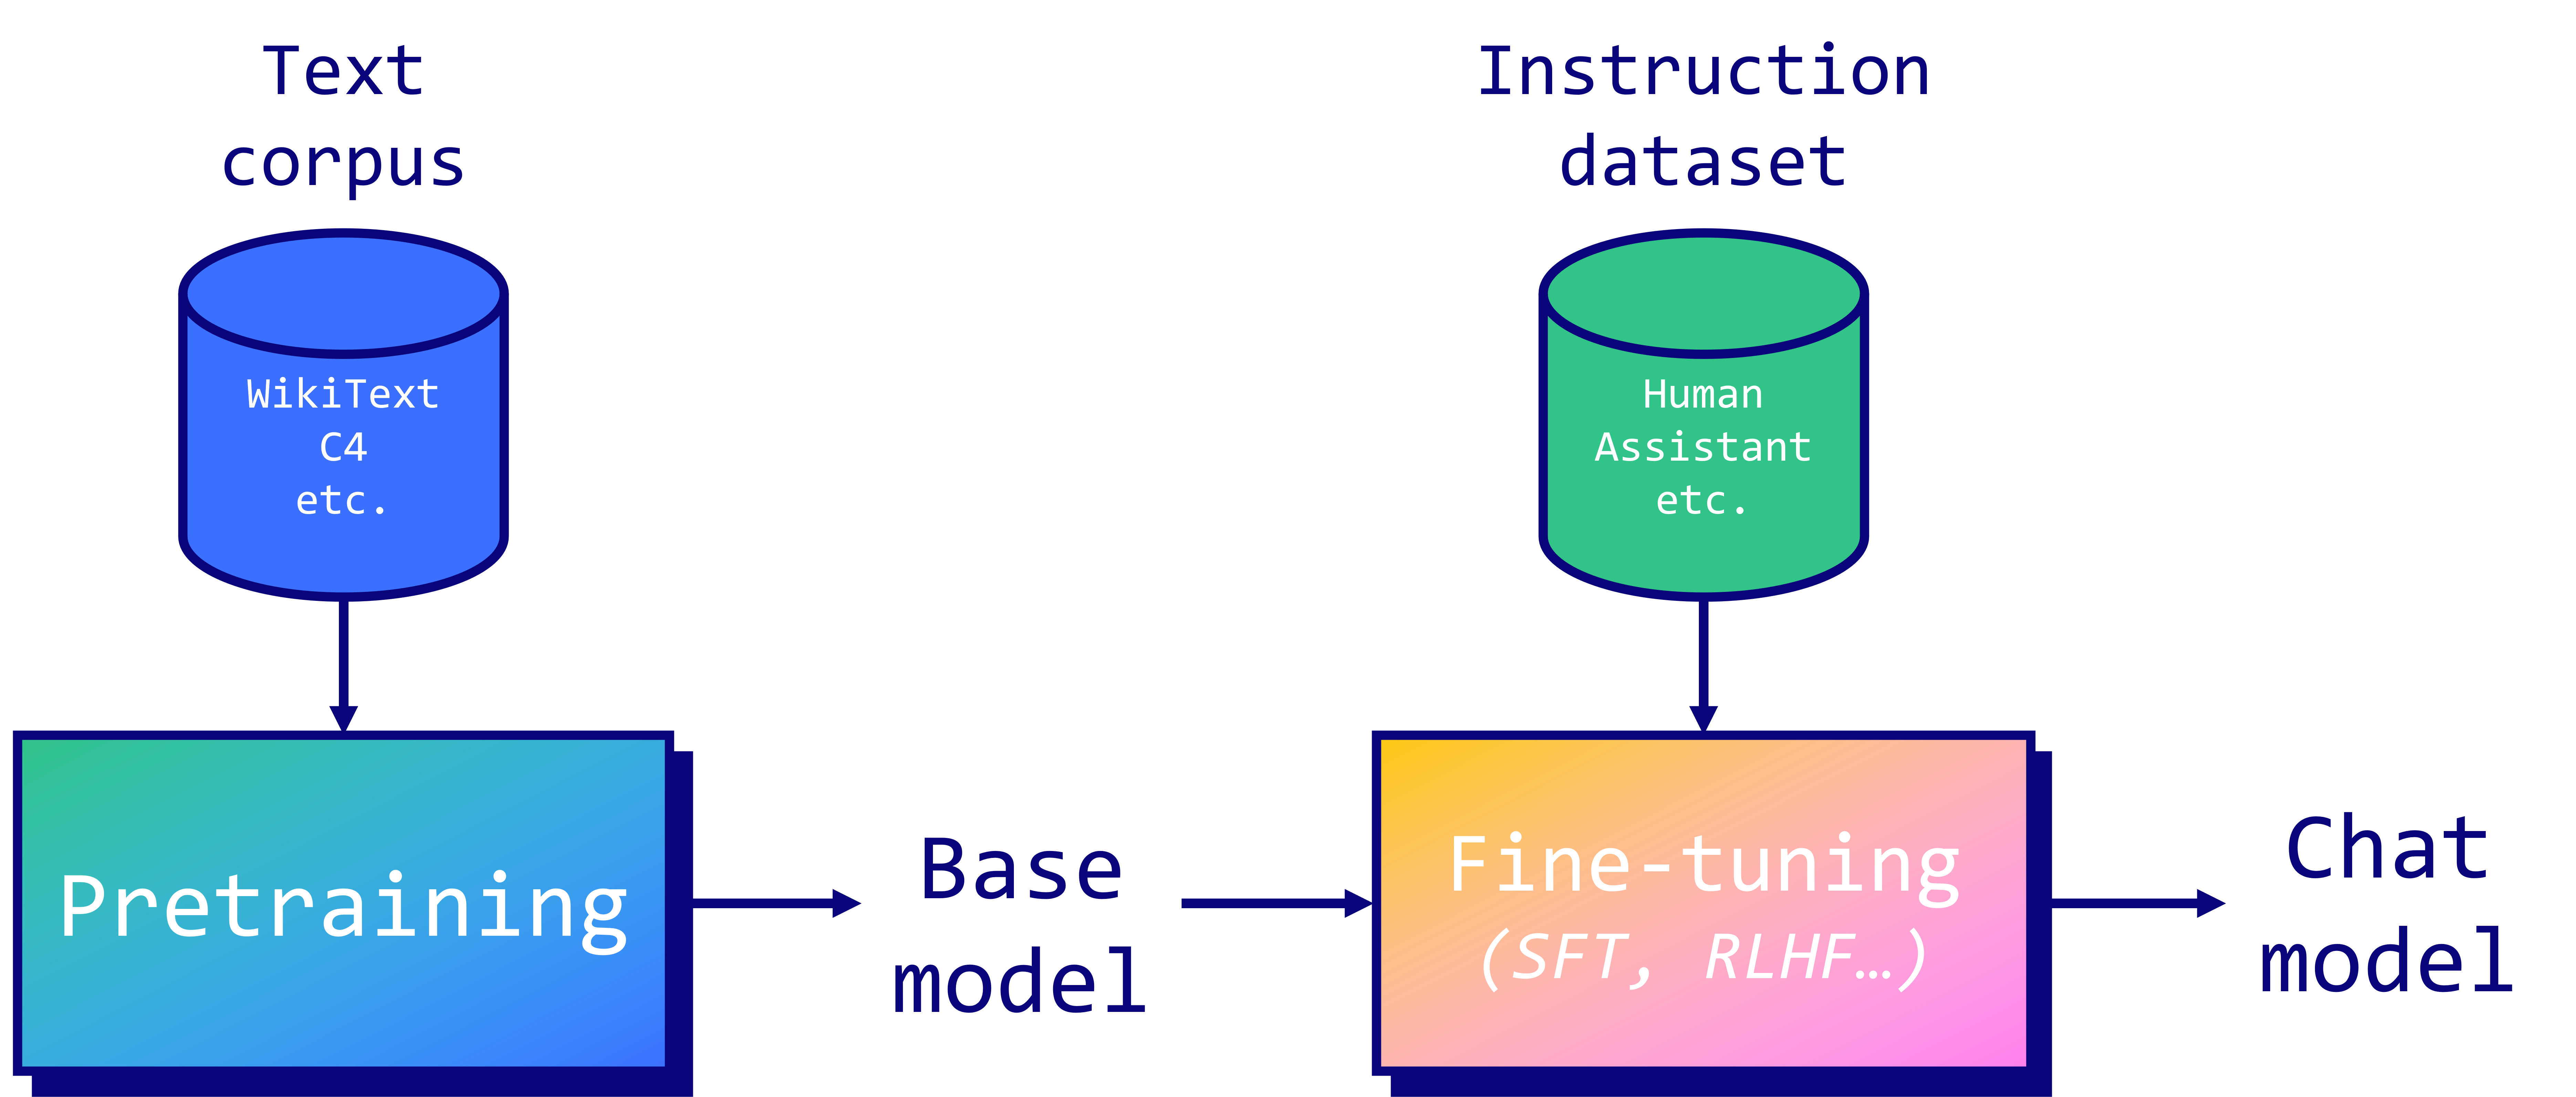 Text
corpus
WikiText
C4
etc.
Pretraining
Base
model
Instruction
dataset
Human
Assistant
etc.
Fine-tuning
(SFT, RLHF…)
Chat
model